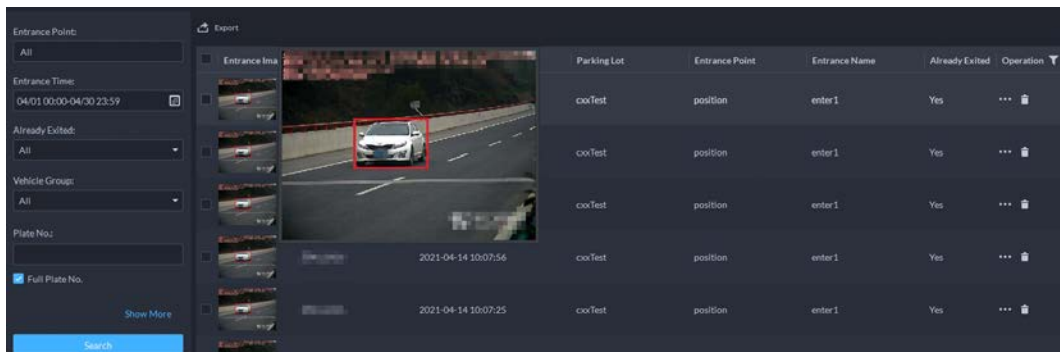 Entrance Point:
All
Entrance Time:
04/01 00:00-04/30 23:59
Already Exited:
All
Vehicle Group:
All
Plate No.:
Full Plate No.
Show More
Search
Export
Entrance Ima Parking Lot Entrance Point Entrance Name Already Exited Operation
cxxTest position enter1 Yes
cxxTest position enter1 Yes
cxxTest position enter1 Yes
2021-04-14 10:07:56 cxxTest position enter1 Yes
2021-04-14 10:07:25 cxxTest position enter1 Yes